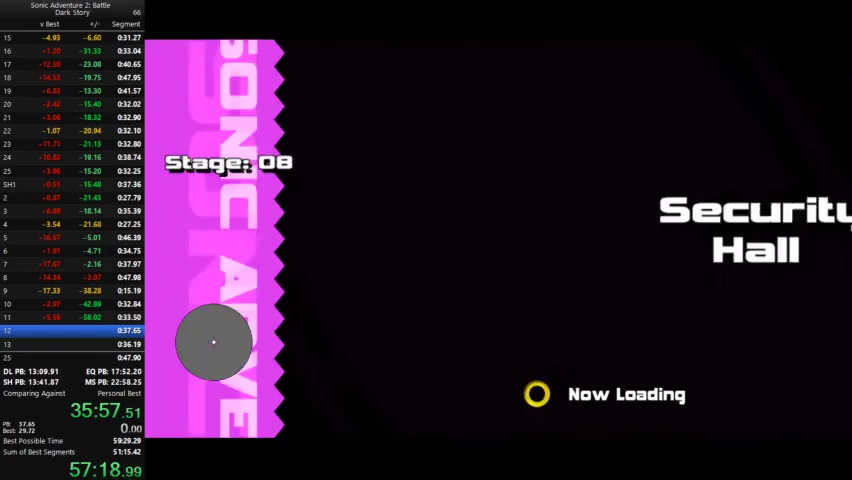 Sonic Adventure 2: Battle
Dark Story 66
v Best +/- Segment
15 -4.93 -6.60 0:31.27
16 -1.20 -31.33 0:33.04
17 +12.50 -23.08 0:40.65
18 +14.53 -19.75 0:47.95
19 +6.83 -13.30 0:41.57
20 +2.42 -15.40 0:32.02
21 +3.06 -18.32 0:32.90
22 -1.07 -20.94 0:32.10
23 +11.71 -21.13 0:32.80
24 +10.82 -19.16 0:38.74
25 +3.96 -15.20 0:32.25
SH1 +0.51 -15.48 0:37.36
2 +0.87 -21.43 0:27.79
3 +6.89 -18.14 0:35.39
4 -3.54 -21.68 0:27.25
5 +16.67 -5.01 0:46.39
6 +1.91 -4.71 0:34.75
7 +17.67 -2.16 0:37.97
8 +14.34 +3.07 0:47.98
9 -17.33 -38.28 0:15.19
10 +2.97 -42.89 0:32.84
11 +5.56 -58.02 0:33.50
12 0:37.65
13 0:36.19
25 0:47.90
DL PB: 13:09.91 EQ PB: 17:52.20
SH PB: 13:41.87 MS PB: 22:58.25
Comparing Against Personal Best
35:57.51
PB: 37.65
Best: 29.72
0.00
Best Possible Time 59:29.29
Sum of Best Segments 51:15.42
57:18.99
SONIC ADVE
Stage: 08
Security
Hall
Now Loading